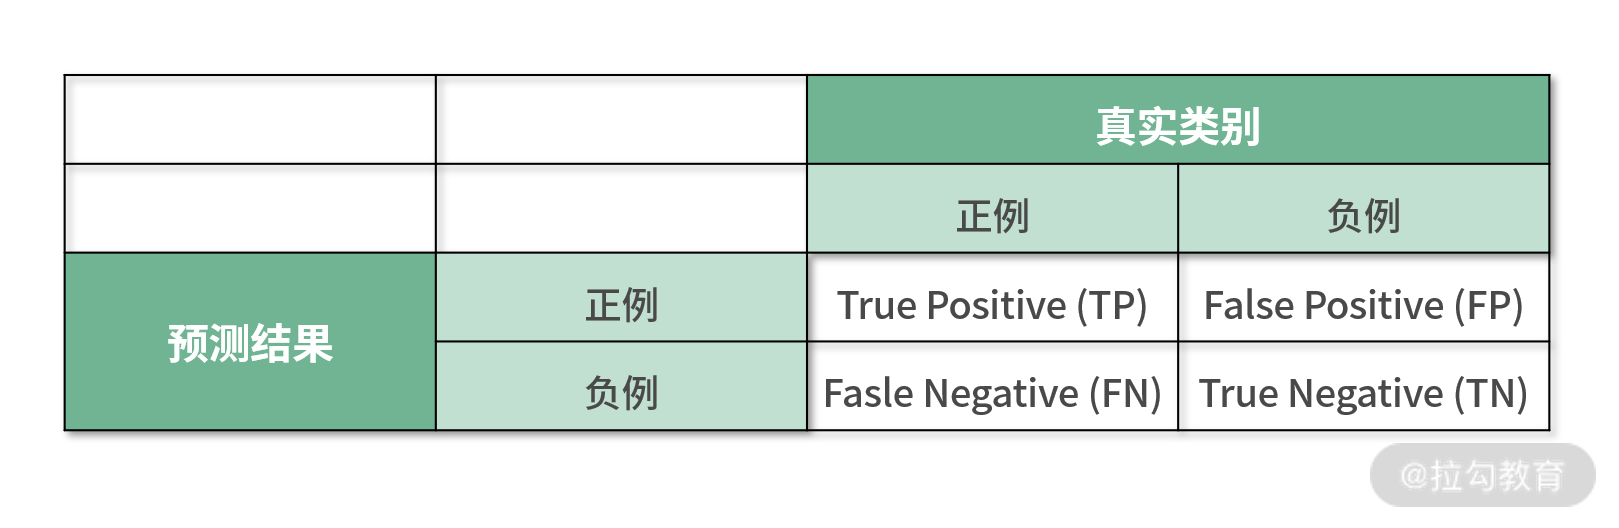 真实类别
正例
负例
预测结果
正例
True Positive (TP)
False Positive (FP)
负例
Fasle Negative (FN)
True Negative (TN)
@拉勾教育